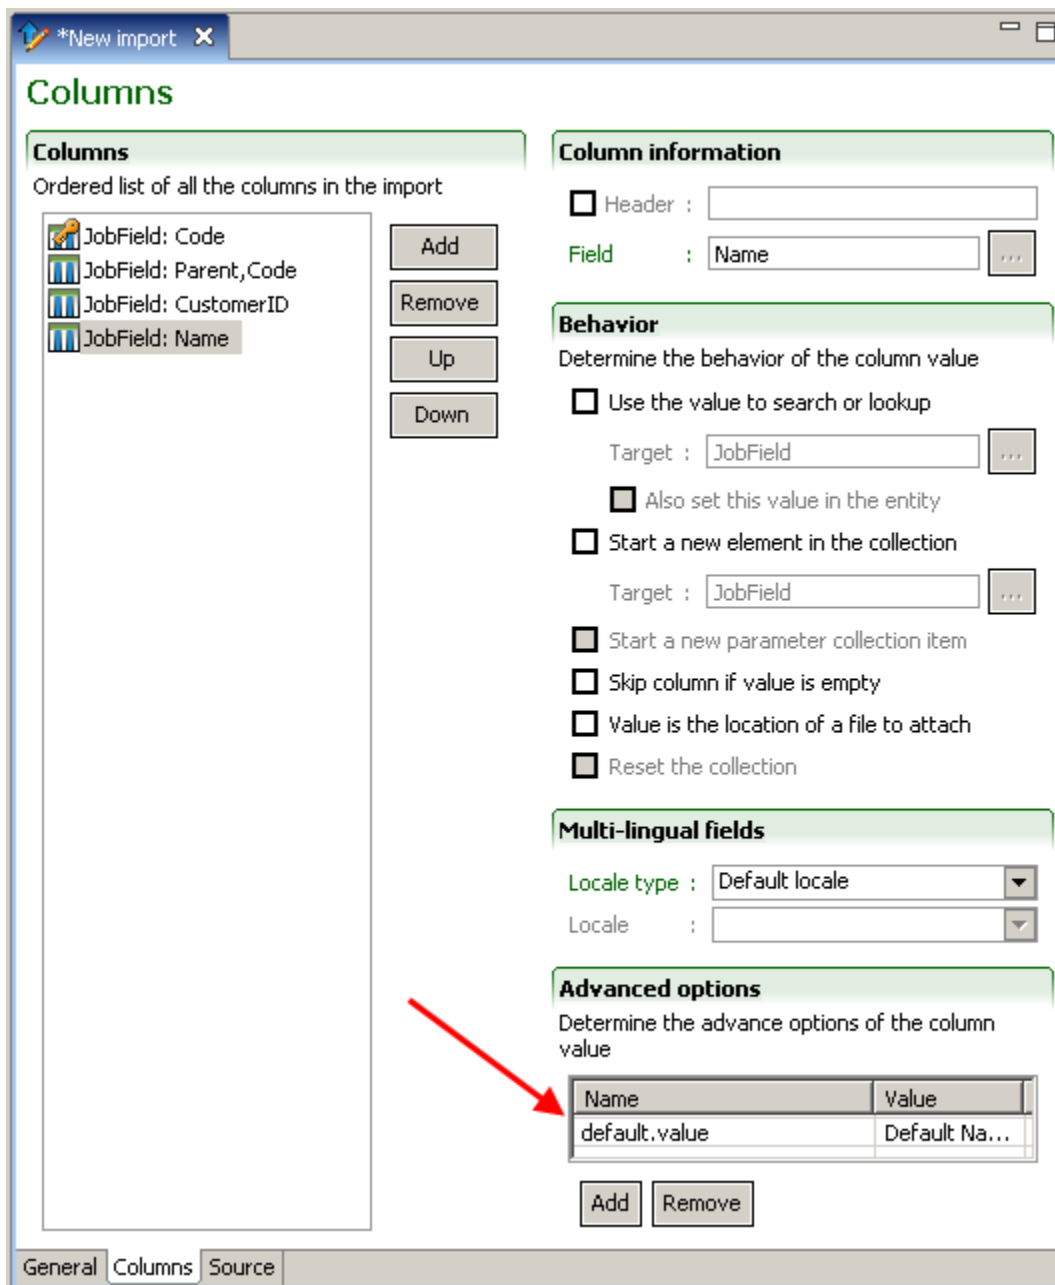 *New import
Columns
Columns
Ordered list of all the columns in the import
JobField: Code
JobField: Parent,Code
JobField: CustomerID
JobField: Name
Add
Remove
Up
Down
Column information
Header :
Field : Name ...
Behavior
Determine the behavior of the column value
Use the value to search or lookup
Target : JobField ...
Also set this value in the entity
Start a new element in the collection
Target : JobField ...
Start a new parameter collection item
Skip column if value is empty
Value is the location of a file to attach
Reset the collection
Multi-lingual fields
Locale type : Default locale
Locale :
Advanced options
Determine the advance options of the column
value
Name Value
default.value Default Na...
Add Remove
General Columns Source